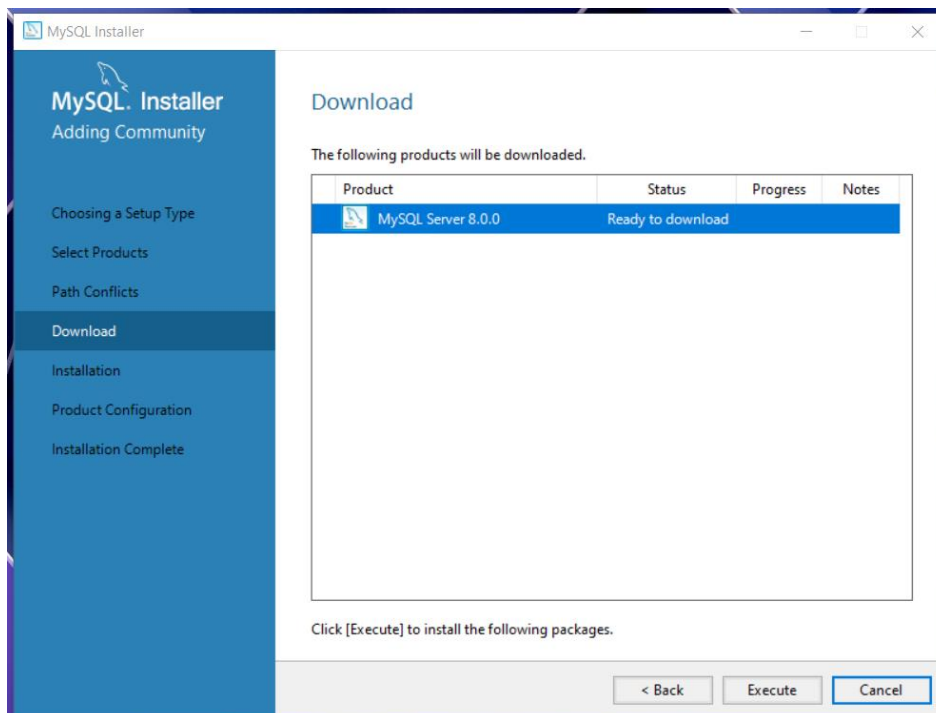 MySQL Installer
MySQL. Installer
Adding Community
Choosing a Setup Type
Select Products
Path Conflicts
Download
Installation
Product Configuration
Installation Complete
Download
The following products will be downloaded.
Product Status Progress Notes
MySQL Server 8.0.0 Ready to download
Click [Execute] to install the following packages.
< Back Execute Cancel